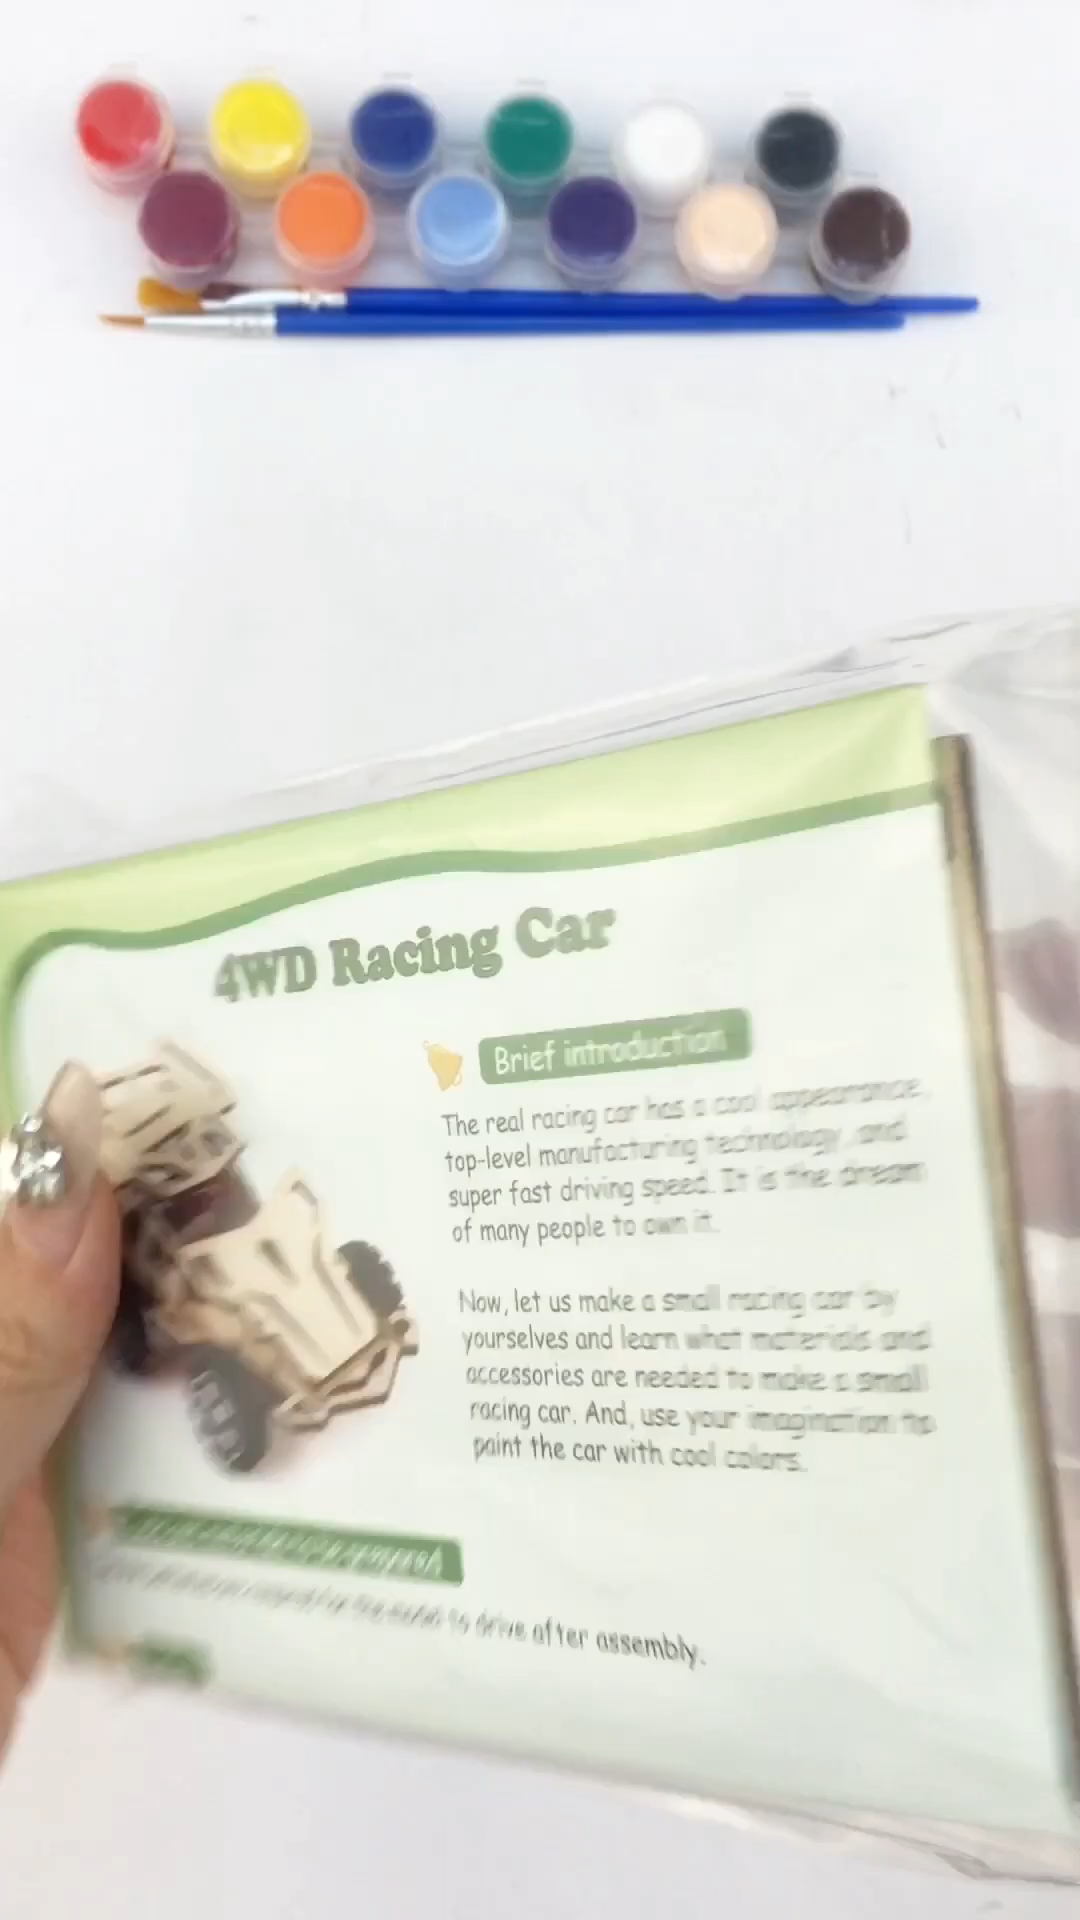 4WD Racing Car
Brief introduction
The real racing car has a cool appearance,
top-level manufacturing technology and
super fast driving speed. It is the dream
of many people to own it.
Now, let us make a small racing car by
yourselves and learn what materials and
accessories are needed to make a small
racing car. And, use your imagination to
paint the car with cool colors.
to drive after assembly.